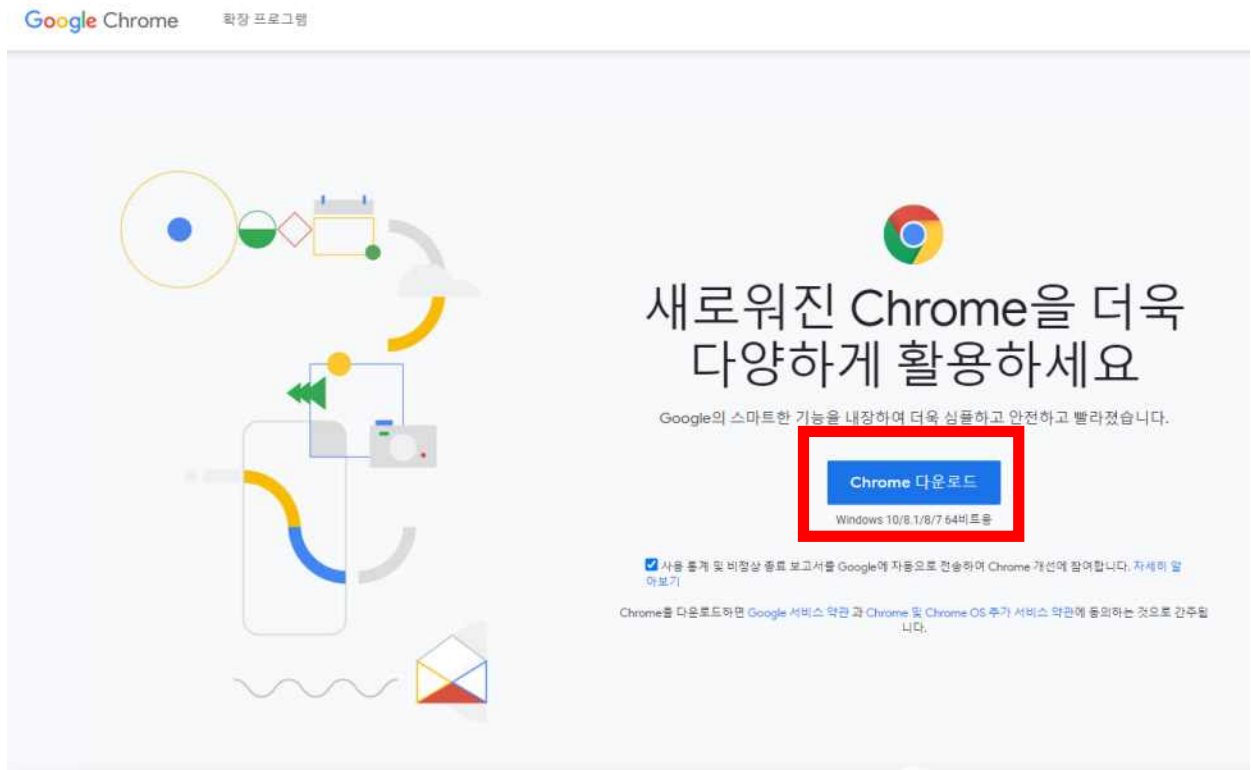 Google Chrome 확장 프로그램
새로워진 Chrome을 더욱
다양하게 활용하세요
Google의 스마트한 기능을 내장하여 더욱 심플하고 안전하고 빨라졌습니다.
Chrome 다운로드
Windows 10/8.1/8/7 64비트용
사용 통계 및 비정상 종료 보고서를 Google에 자동으로 전송하여 Chrome 개선에 참여합니다. 자세히 알
아보기
Chrome를 다운로드하면 Google 서비스 약관 과 Chrome 및 Chrome OS 추가 서비스 약관에 동의하는 것으로 간주됩
니다.